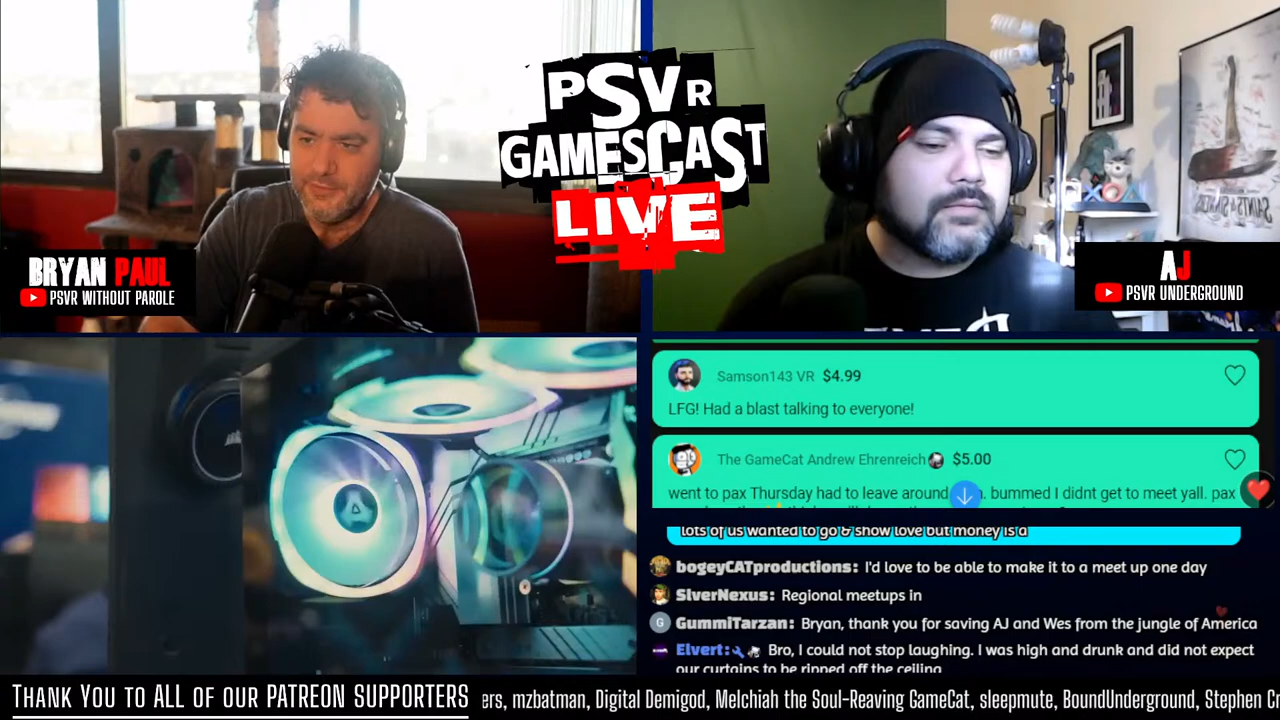 PSVR
GAMESCAST
LIVE
BRYAN PAUL
PSVR WITHOUT PAROLE
AJ
PSVR UNDERGROUND
SAINTS & SINNERS
Samson143 VR $4.99
LFG! Had a blast talking to everyone!
The GameCat Andrew Ehrenreich $5.00
went to pax Thursday had to leave around bummed I didnt get to meet yall. pax
lots of us wanted to go & show love but money is a
bogeyCATproductions: I'd love to be able to make it to a meet up one day
SlverNexus: Regional meetups in
G GummiTarzan: Bryan, thank you for saving AJ and Wes from the jungle of America
Elvert: Bro, I could not stop laughing. I was high and drunk and did not expect
our curtains to be ripped off the ceiling
THANK YOU TO ALL OF OUR PATREON SUPPORTERS
ers, mzbatman, Digital Demigod, Melchiah the Soul-Reaving GameCat, sleepmute, BoundUnderground, Stephen C